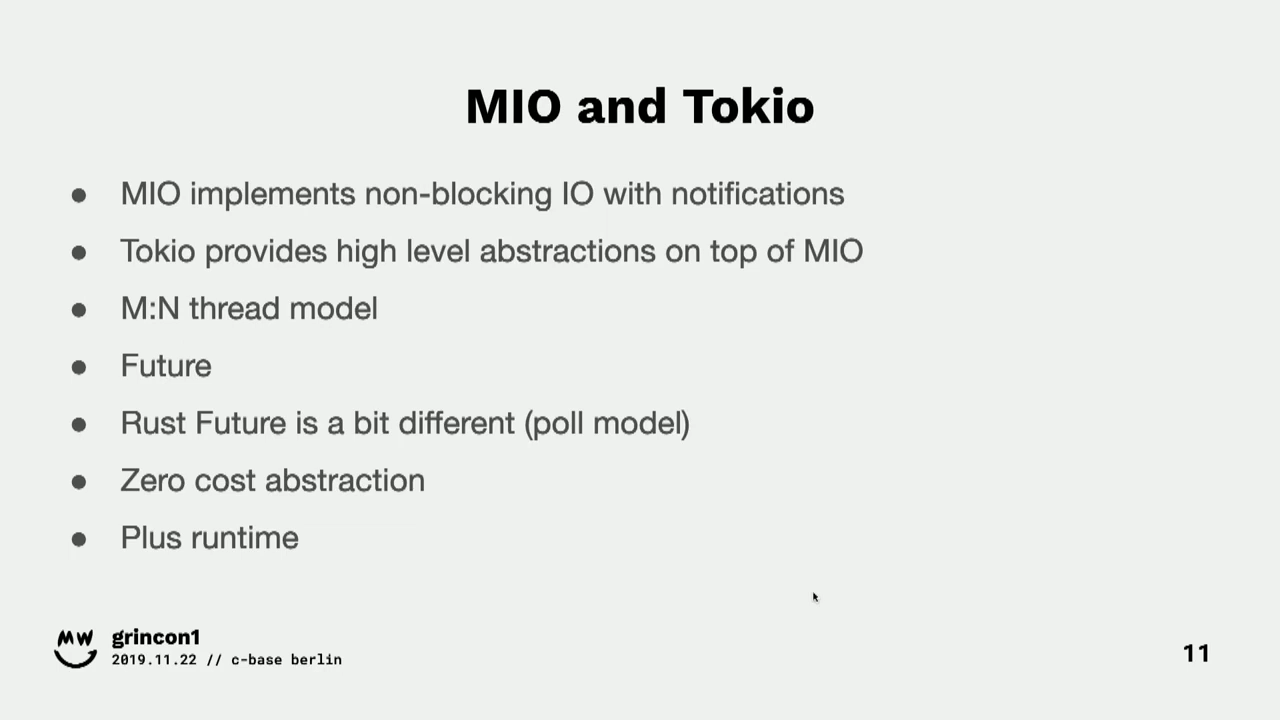 MIO and Tokio
● MIO implements non-blocking IO with notifications
● Tokio provides high level abstractions on top of MIO
● M:N thread model
● Future
● Rust Future is a bit different (poll model)
● Zero cost abstraction
● Plus runtime
MW
grincon1
2019.11.22 // c-base berlin
11